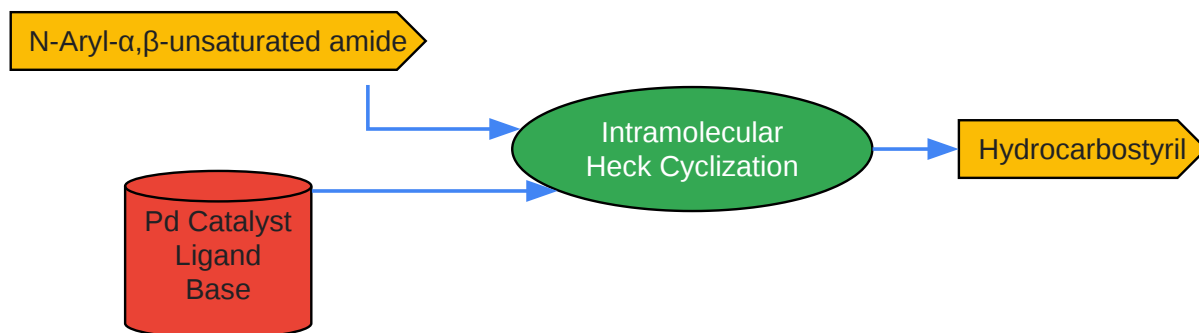 N-Aryl-α,β-unsaturated amide
Intramolecular
Heck Cyclization
Hydrocarbostyril
Pd Catalyst
Ligand
Base